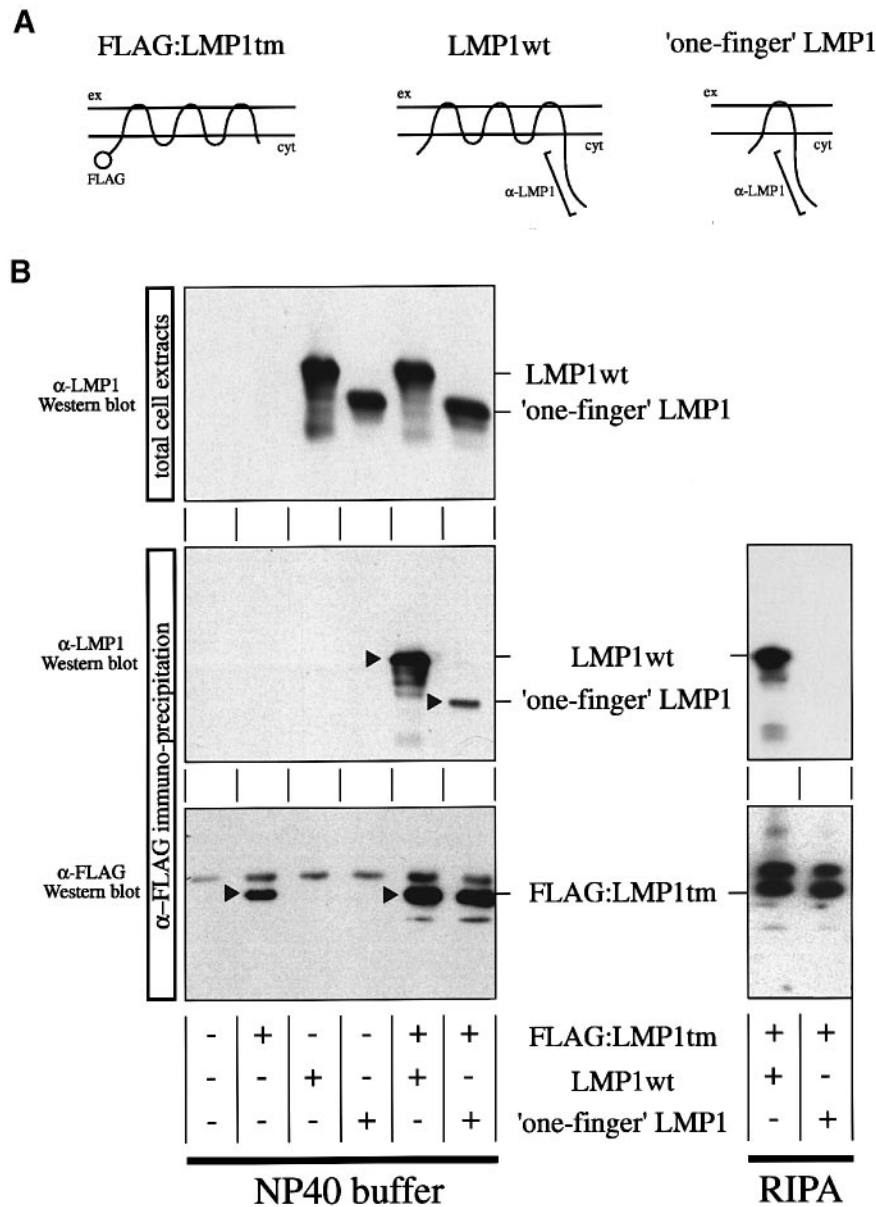 A
FLAG:LMP1tm
LMP1wt
'one-finger' LMP1
ex
cyt
FLAG
ex
cyt
α-LMP1
ex
cyt
α-LMP1
B
total cell extracts
α-LMP1
Western blot
LMP1wt
'one-finger' LMP1
α–FLAG immuno-precipitation
α-LMP1
Western blot
LMP1wt
'one-finger' LMP1
α-FLAG
Western blot
FLAG:LMP1tm
- + - - + + FLAG:LMP1tm + +
- - + - + - LMP1wt + -
- - - + - + 'one-finger' LMP1 - +
NP40 buffer
RIPA